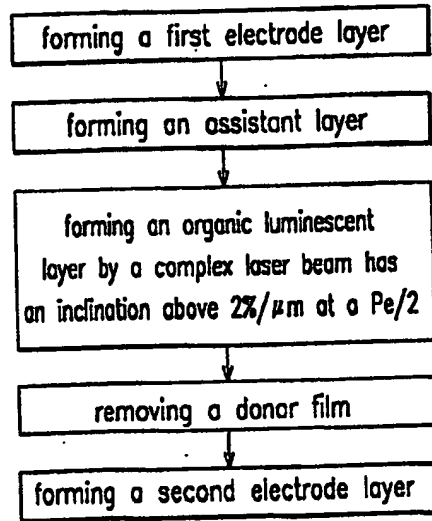 forming a first electrode layer
forming an assistant layer
forming an organic luminescent
layer by a complex laser beam has
an inclination above 2%/μm at a Pe/2
removing a donor film
forming a second electrode layer